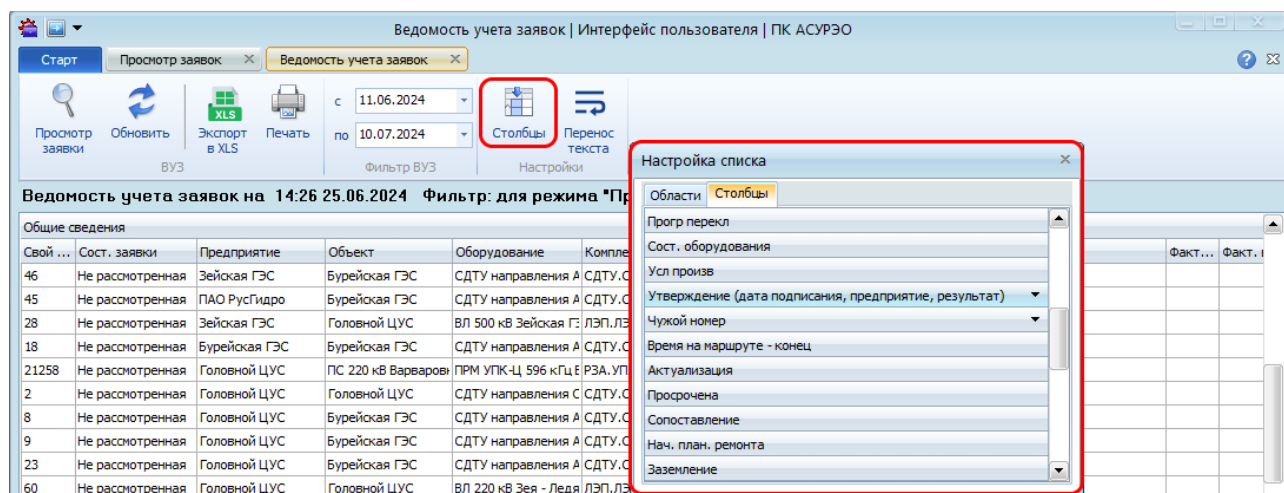 Ведомость учета заявок | Интерфейс пользователя | ПК АСУРЭО
Старт Просмотр заявок Ведомость учета заявок
Просмотр заявки Обновить Экспорт в XLS Печать с 11.06.2024 по 10.07.2024 Столбцы Перенос текста
XLS
ВУЗ Фильтр ВУЗ Настройки
Настройка списка
Области Столбцы
Прогр перекл
Сост. оборудования
Усл произв
Утверждение (дата подписания, предприятие, результат)
Чужой номер
Время на маршруте - конец
Актуализация
Просрочена
Сопоставление
Нач. план. ремонта
Заземление
Ведомость учета заявок на 14:26 25.06.2024 Фильтр: для режима "Пр
Общие сведения
Свой ... Сост. заявки Предприятие Объект Оборудование Компле Факт... Факт.
46 Не рассмотренная Зейская ГЭС Бурейская ГЭС СДТУ направления А СДТУ.С
45 Не рассмотренная ПАО РусГидро Бурейская ГЭС СДТУ направления А СДТУ.С
28 Не рассмотренная Зейская ГЭС Головной ЦУС ВЛ 500 кВ Зейская ГЭ ЛЭП.ЛЭ
18 Не рассмотренная Бурейская ГЭС Бурейская ГЭС СДТУ направления А СДТУ.С
21258 Не рассмотренная Головной ЦУС ПС 220 кВ Варваров ПРМ УПК-Ц 596 кГц Е РЗА.УП
2 Не рассмотренная Головной ЦУС Головной ЦУС СДТУ направления С СДТУ.С
8 Не рассмотренная Головной ЦУС Бурейская ГЭС СДТУ направления А СДТУ.С
9 Не рассмотренная Головной ЦУС Бурейская ГЭС СДТУ направления А СДТУ.С
23 Не рассмотренная Головной ЦУС Бурейская ГЭС СДТУ направления А СДТУ.С
60 Не рассмотренная Головной ЦУС Головной ЦУС ВЛ 220 кВ Зея - Ледя ЛЭП.ЛЭ